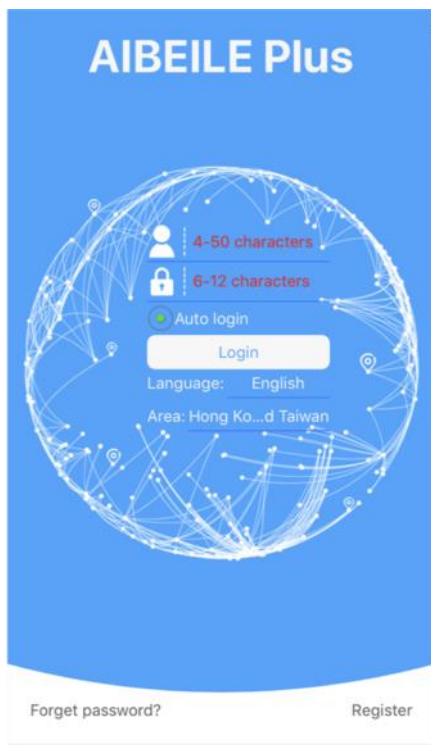 AIBEILE Plus
4-50 characters
6-12 characters
Auto login
Login
Language: English
Area: Hong Ko...d Taiwan
Forget password? Register